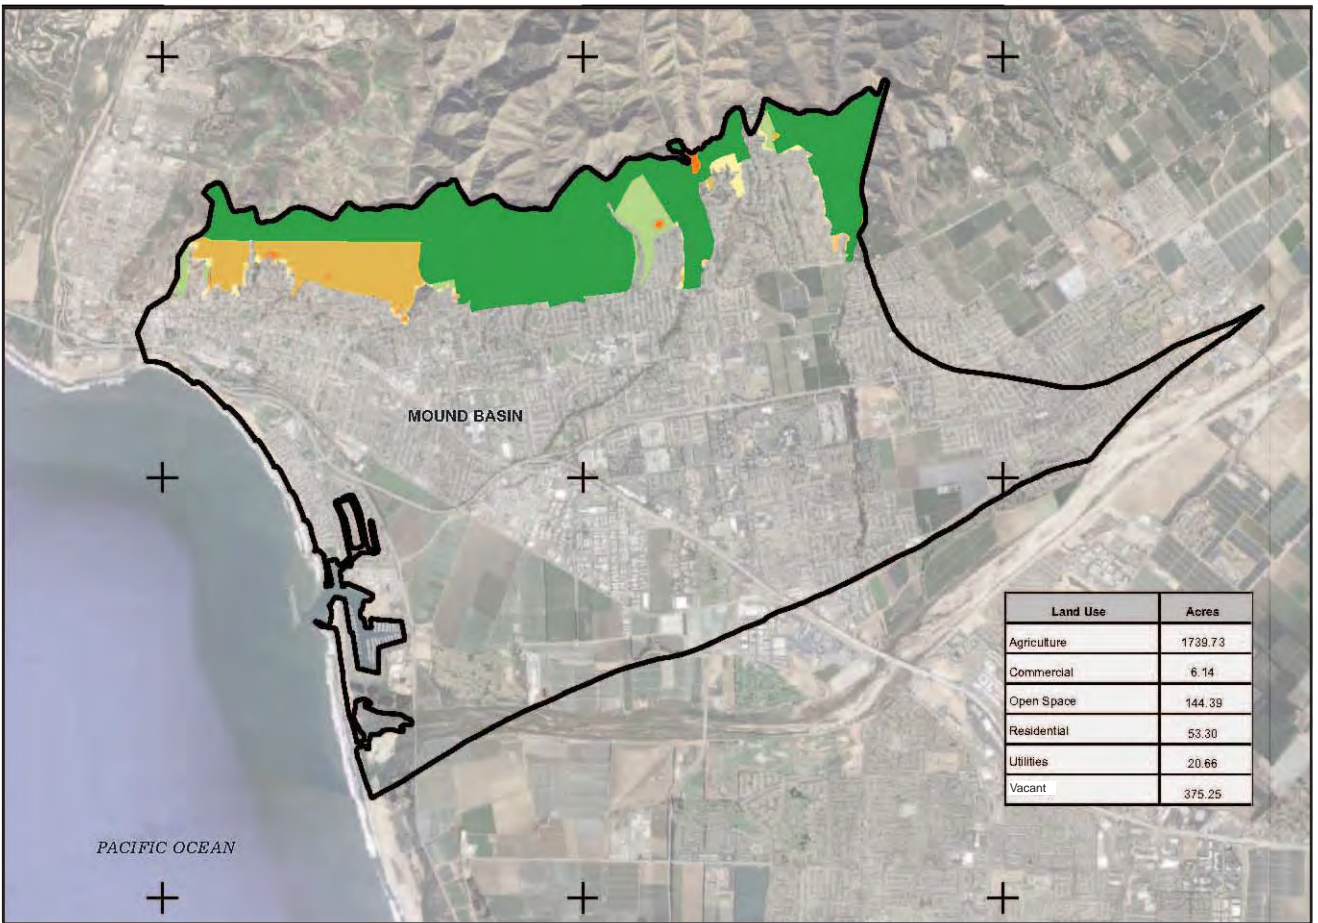 MOUND BASIN
Land Use Acres
Agriculture 1739.73
Commercial 6.14
Open Space 144.39
Residential 53.30
Utilities 20.66
Vacant 375.25
PACIFIC OCEAN